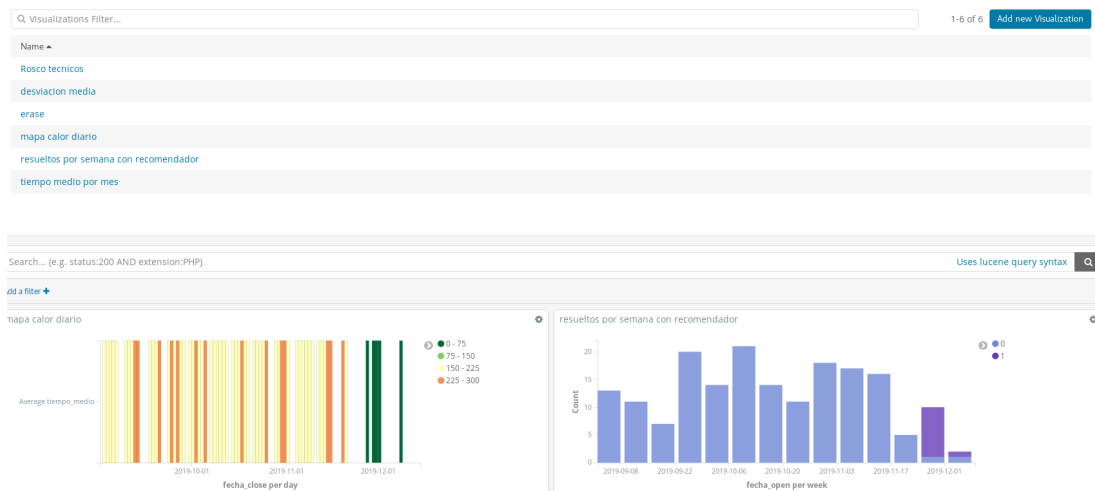 Visualizations Filter...
1-6 of 6
Add new Visualization
Name
Rosco tecnicos
desviacion media
erase
mapa calor diario
resueltos por semana con recomendador
tiempo medio por mes
Search... (e.g. status:200 AND extension:PHP)
Uses lucene query syntax
dd a filter
mapa calor diario
Average tiempo_medio
0 - 75
75 - 150
150 - 225
225 - 300
2019-10-01
2019-11-01
2019-12-01
fecha_close per day
resueltos por semana con recomendador
Count
20
15
10
5
0
0
1
2019-09-08
2019-09-22
2019-10-06
2019-10-20
2019-11-03
2019-11-17
2019-12-01
fecha_open per week